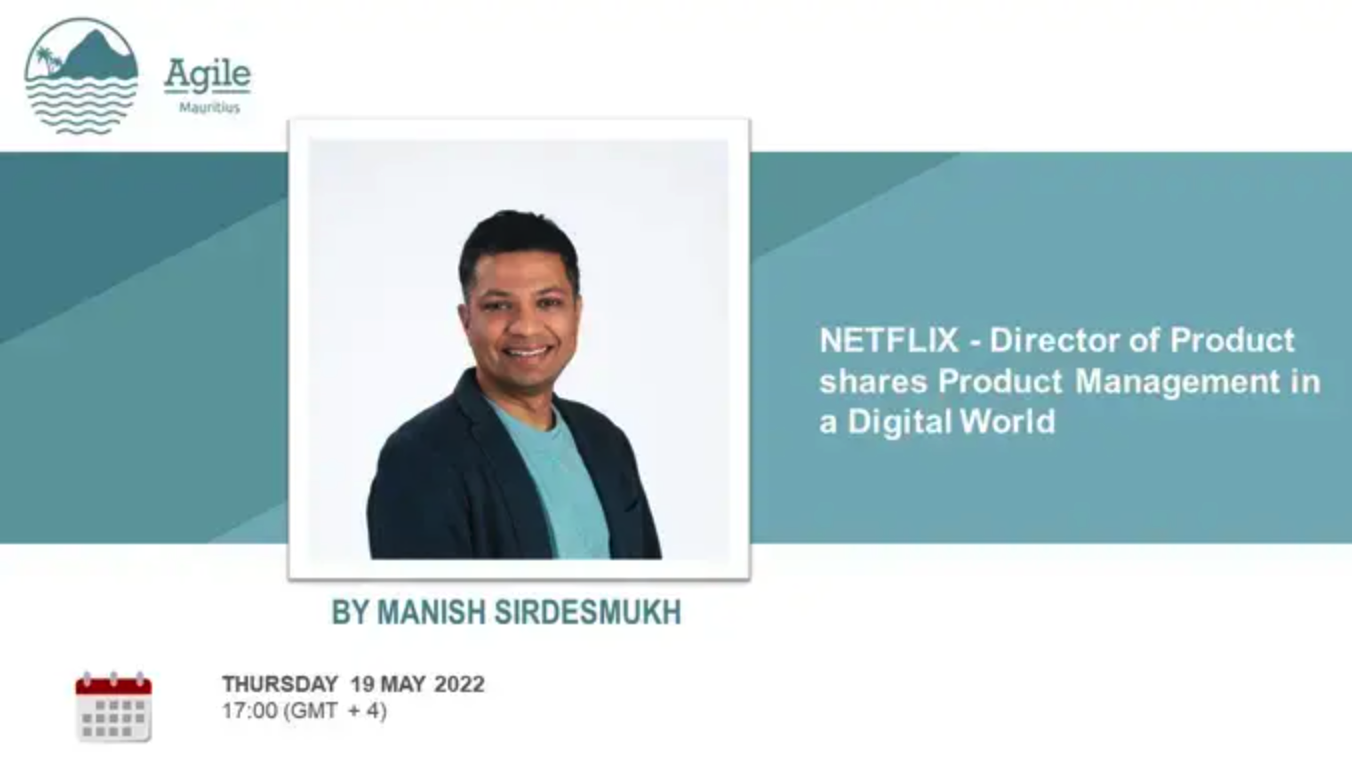 Agile
Mauritius
NETFLIX - Director of Product
shares Product Management in
a Digital World
BY MANISH SIRDESMUKH
THURSDAY 19 MAY 2022
17:00 (GMT + 4)